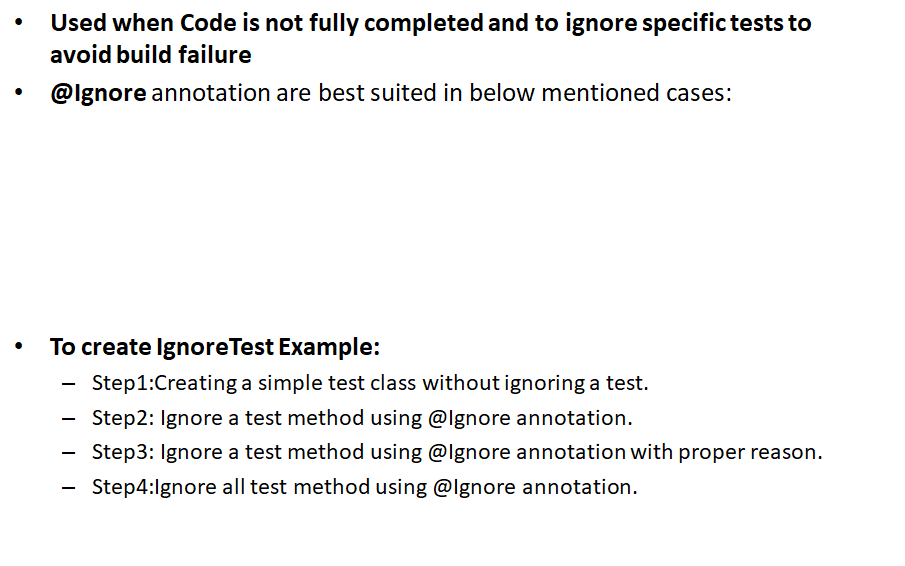 • Used when Code is not fully completed and to ignore specific tests to
avoid build failure
• @Ignore annotation are best suited in below mentioned cases:
• To create IgnoreTest Example:
– Step1:Creating a simple test class without ignoring a test.
– Step2: Ignore a test method using @Ignore annotation.
– Step3: Ignore a test method using @Ignore annotation with proper reason.
– Step4:Ignore all test method using @Ignore annotation.